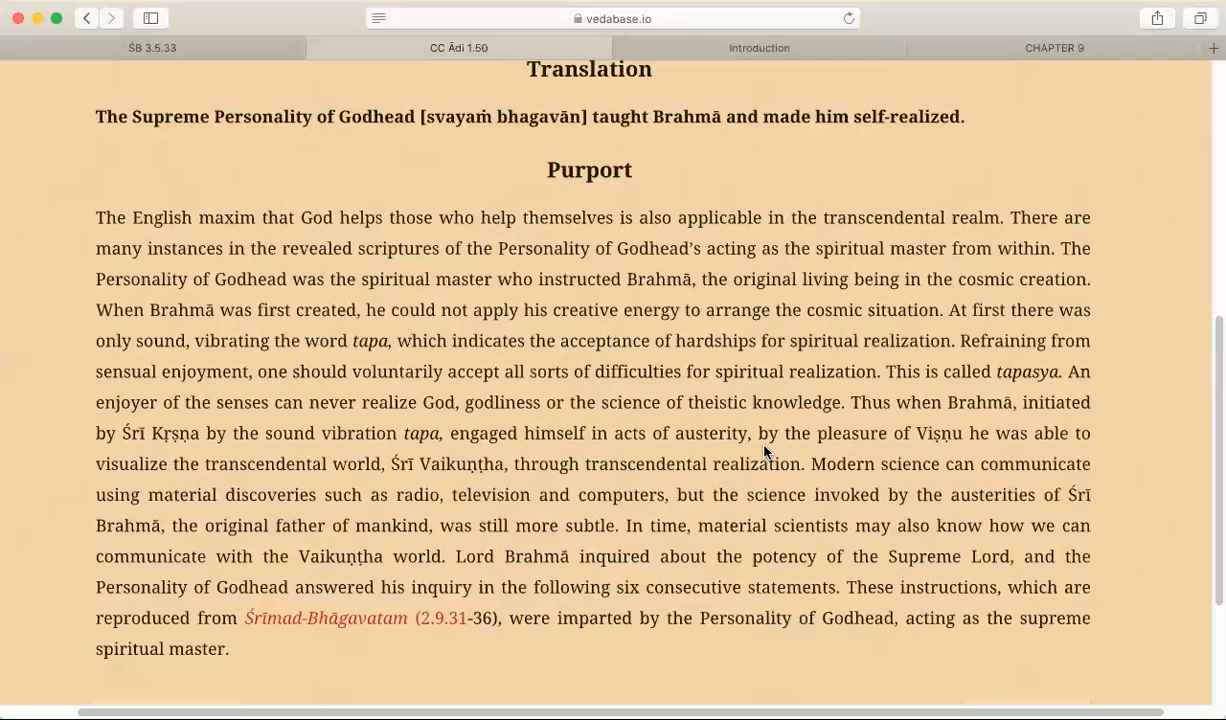 vedabase.io
ŚB 3.5.33
CC Ādi 1.50
Introduction
CHAPTER 9
Translation
The Supreme Personality of Godhead [svayaṁ bhagavān] taught Brahmā and made him self-realized.
Purport
The English maxim that God helps those who help themselves is also applicable in the transcendental realm. There are
many instances in the revealed scriptures of the Personality of Godhead’s acting as the spiritual master from within. The
Personality of Godhead was the spiritual master who instructed Brahmā, the original living being in the cosmic creation.
When Brahmā was first created, he could not apply his creative energy to arrange the cosmic situation. At first there was
only sound, vibrating the word tapa, which indicates the acceptance of hardships for spiritual realization. Refraining from
sensual enjoyment, one should voluntarily accept all sorts of difficulties for spiritual realization. This is called tapasya. An
enjoyer of the senses can never realize God, godliness or the science of theistic knowledge. Thus when Brahmā, initiated
by Śrī Kṛṣṇa by the sound vibration tapa, engaged himself in acts of austerity, by the pleasure of Viṣṇu he was able to
visualize the transcendental world, Śrī Vaikuṇṭha, through transcendental realization. Modern science can communicate
using material discoveries such as radio, television and computers, but the science invoked by the austerities of Śrī
Brahmā, the original father of mankind, was still more subtle. In time, material scientists may also know how we can
communicate with the Vaikuṇṭha world. Lord Brahmā inquired about the potency of the Supreme Lord, and the
Personality of Godhead answered his inquiry in the following six consecutive statements. These instructions, which are
reproduced from Śrīmad-Bhāgavatam (2.9.31-36), were imparted by the Personality of Godhead, acting as the supreme
spiritual master.